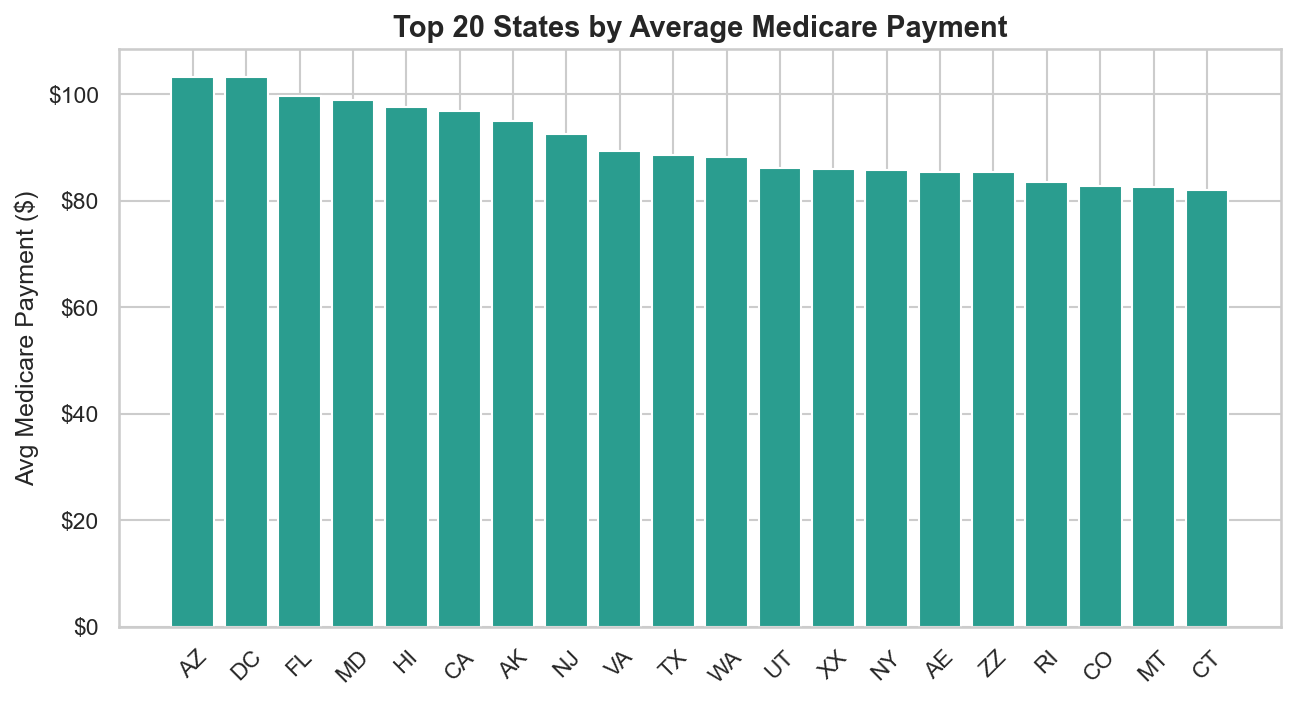 Top 20 States by Average Medicare Payment
Avg Medicare Payment ($)
$100
$80
$60
$40
$20
$0
AZ DC FL MD HI CA AK NJ VA TX WA UT XX NY AE ZZ RI CO MT CT